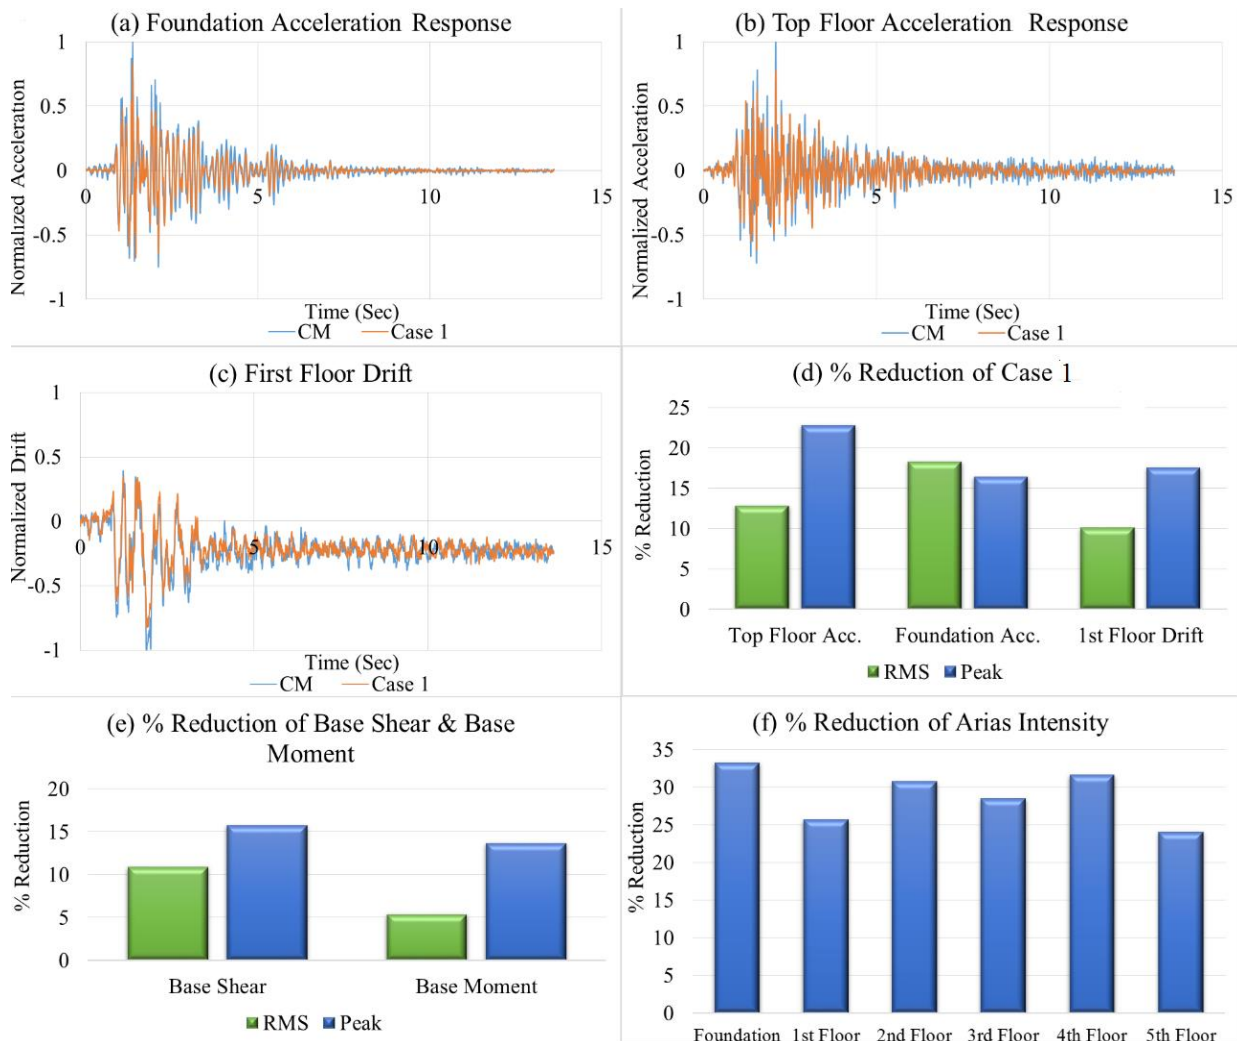 (a) Foundation Acceleration Response
1
0.5
0
-0.5
-1
0
5
10
15
Normalized Acceleration
Time (Sec)
CM
Case 1
(b) Top Floor Acceleration Response
1
0.5
0
-0.5
-1
0
5
10
15
Normalized Acceleration
Time (Sec)
CM
Case 1
(c) First Floor Drift
1
0.5
0
-0.5
-1
0
5
10
15
Normalized Drift
Time (Sec)
CM
Case 1
(d) % Reduction of Case 1
25
20
15
10
5
0
% Reduction
Top Floor Acc.
Foundation Acc.
1st Floor Drift
RMS
Peak
(e) % Reduction of Base Shear & Base
Moment
20
15
10
5
0
% Reduction
Base Shear
Base Moment
RMS
Peak
(f) % Reduction of Arias Intensity
35
30
25
20
15
10
5
0
% Reduction
Foundation
1st Floor
2nd Floor
3rd Floor
4th Floor
5th Floor